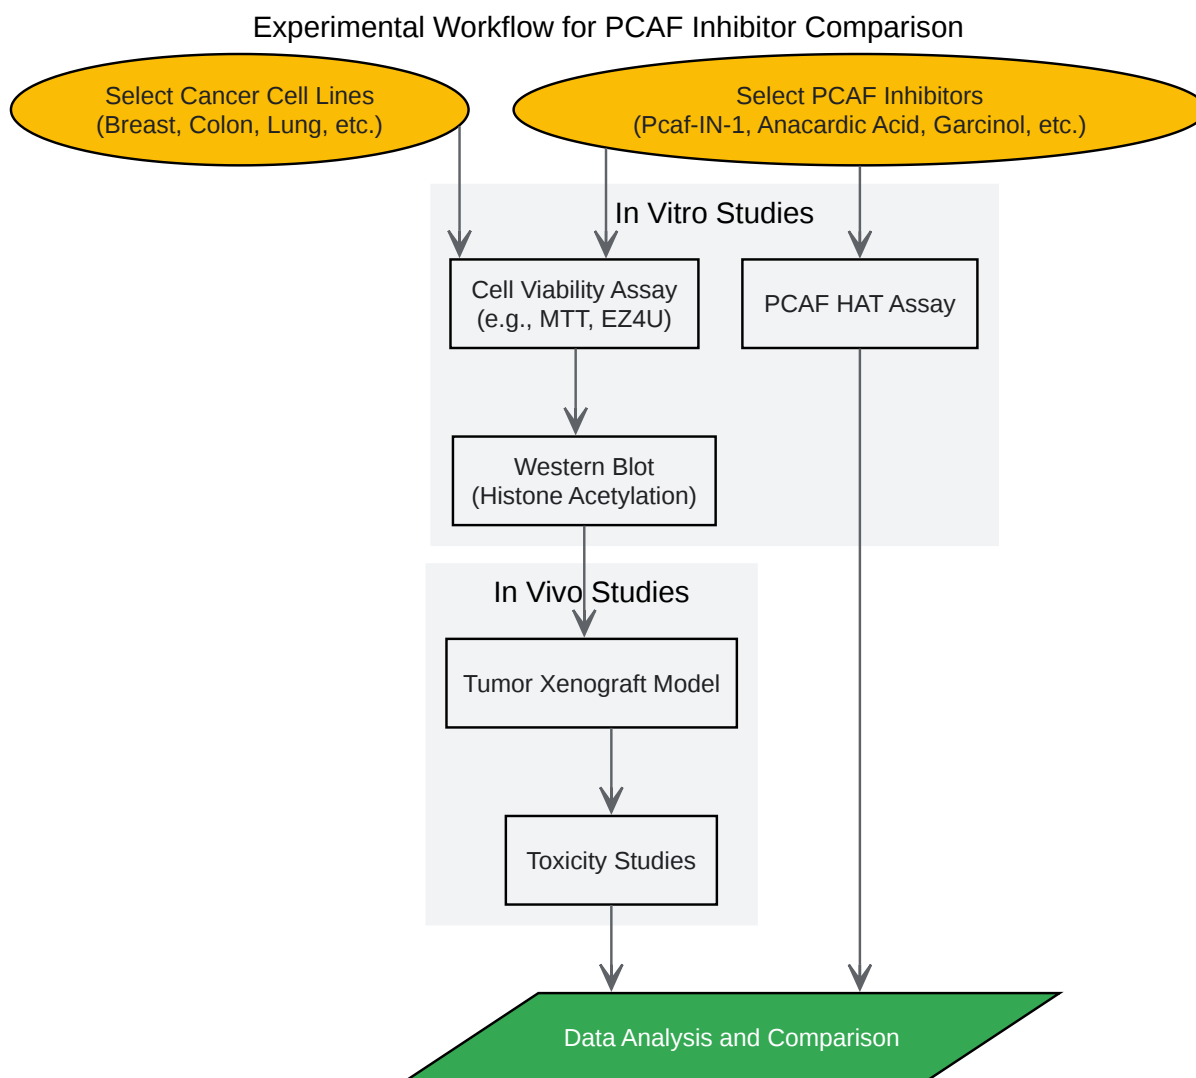 Experimental Workflow for PCAF Inhibitor Comparison
Select Cancer Cell Lines
(Breast, Colon, Lung, etc.)
Select PCAF Inhibitors
(Pcaf-IN-1, Anacardic Acid, Garcinol, etc.)
In Vitro Studies
Cell Viability Assay
(e.g., MTT, EZ4U)
PCAF HAT Assay
Western Blot
(Histone Acetylation)
In Vivo Studies
Tumor Xenograft Model
Toxicity Studies
Data Analysis and Comparison